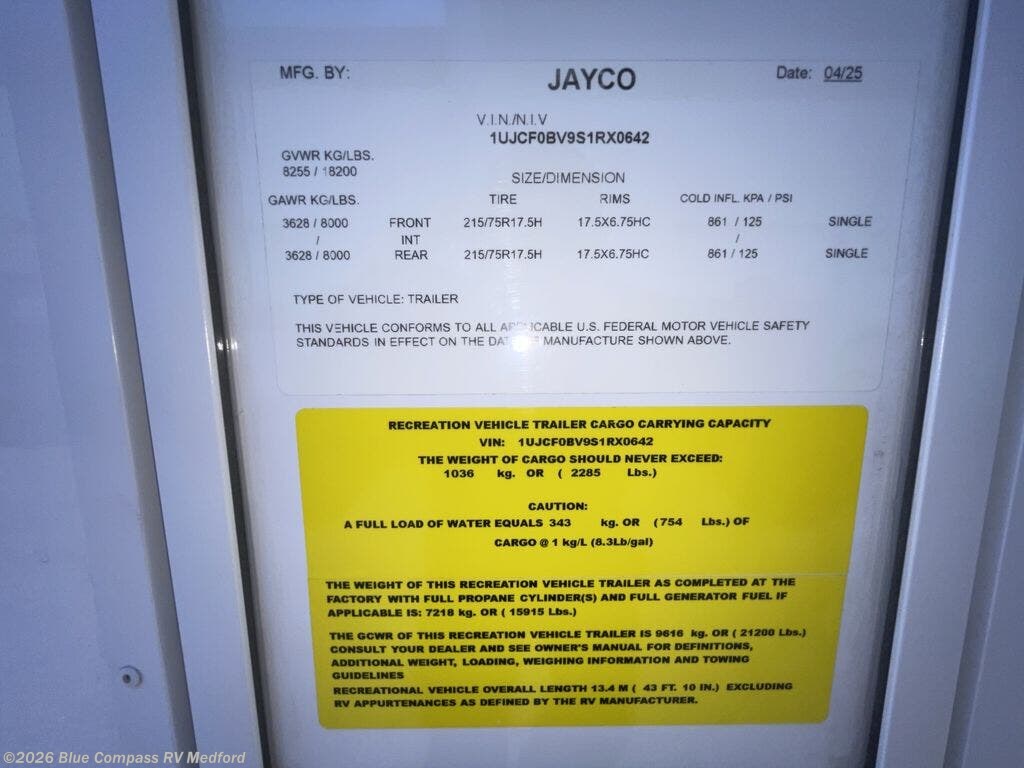 MFG. BY: JAYCO Date: 04/25
V.I.N./N.I.V
1UJCF0BV9S1RX0642
GVWR KG/LBS.
8255 / 18200
SIZE/DIMENSION
GAWR KG/LBS. TIRE RIMS COLD INFL. KPA / PSI
3628 / 8000 FRONT 215/75R17.5H 17.5X6.75HC 861 / 125 SINGLE
/ INT /
3628 / 8000 REAR 215/75R17.5H 17.5X6.75HC 861 / 125 SINGLE
TYPE OF VEHICLE: TRAILER
THIS VEHICLE CONFORMS TO ALL APPLICABLE U.S. FEDERAL MOTOR VEHICLE SAFETY
STANDARDS IN EFFECT ON THE DATE OF MANUFACTURE SHOWN ABOVE.
RECREATION VEHICLE TRAILER CARGO CARRYING CAPACITY
VIN: 1UJCF0BV9S1RX0642
THE WEIGHT OF CARGO SHOULD NEVER EXCEED:
1036 kg. OR ( 2285 Lbs.)
CAUTION:
A FULL LOAD OF WATER EQUALS 343 kg. OR (754 Lbs.) OF
CARGO @ 1 kg/L (8.3Lb/gal)
THE WEIGHT OF THIS RECREATION VEHICLE TRAILER AS COMPLETED AT THE
FACTORY WITH FULL PROPANE CYLINDER(S) AND FULL GENERATOR FUEL IF
APPLICABLE IS: 7218 kg. OR ( 15915 Lbs.)
THE GCWR OF THIS RECREATION VEHICLE TRAILER IS 9616 kg. OR ( 21200 Lbs.)
CONSULT YOUR DEALER AND SEE OWNER'S MANUAL FOR DEFINITIONS,
ADDITIONAL WEIGHT, LOADING, WEIGHING INFORMATION AND TOWING
GUIDELINES
RECREATIONAL VEHICLE OVERALL LENGTH 13.4 M ( 43 FT. 10 IN.) EXCLUDING
RV APPURTENANCES AS DEFINED BY THE RV MANUFACTURER.
©2026 Blue Compass RV Medford